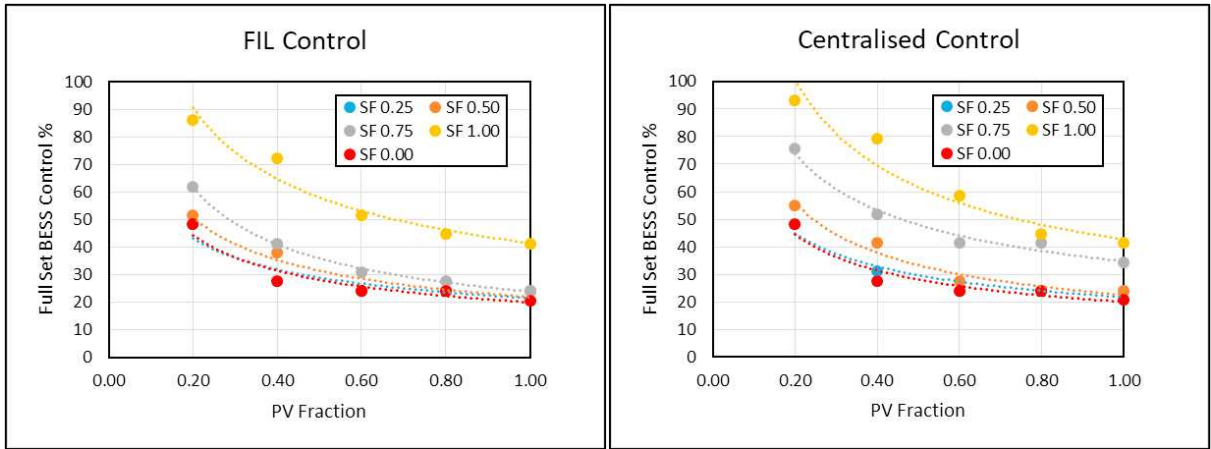 FIL Control
Full Set BESS Control %
100
90
80
70
60
50
40
30
20
10
0
SF 0.25 SF 0.50
SF 0.75 SF 1.00
SF 0.00
0.00 0.20 0.40 0.60 0.80 1.00
PV Fraction
Centralised Control
Full Set BESS Control %
100
90
80
70
60
50
40
30
20
10
0
SF 0.25 SF 0.50
SF 0.75 SF 1.00
SF 0.00
0.00 0.20 0.40 0.60 0.80 1.00
PV Fraction